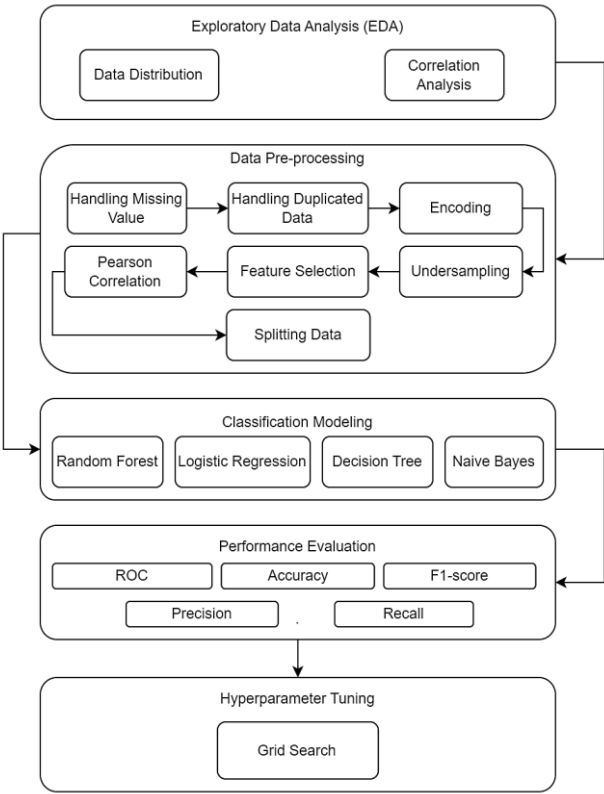 Exploratory Data Analysis (EDA)
Data Distribution
Correlation
Analysis
Data Pre-processing
Handling Missing
Value
Handling Duplicated
Data
Encoding
Pearson
Correlation
Feature Selection
Undersampling
Splitting Data
Classification Modeling
Random Forest
Logistic Regression
Decision Tree
Naive Bayes
Performance Evaluation
ROC
Accuracy
F1-score
Precision
.
Recall
Hyperparameter Tuning
Grid Search